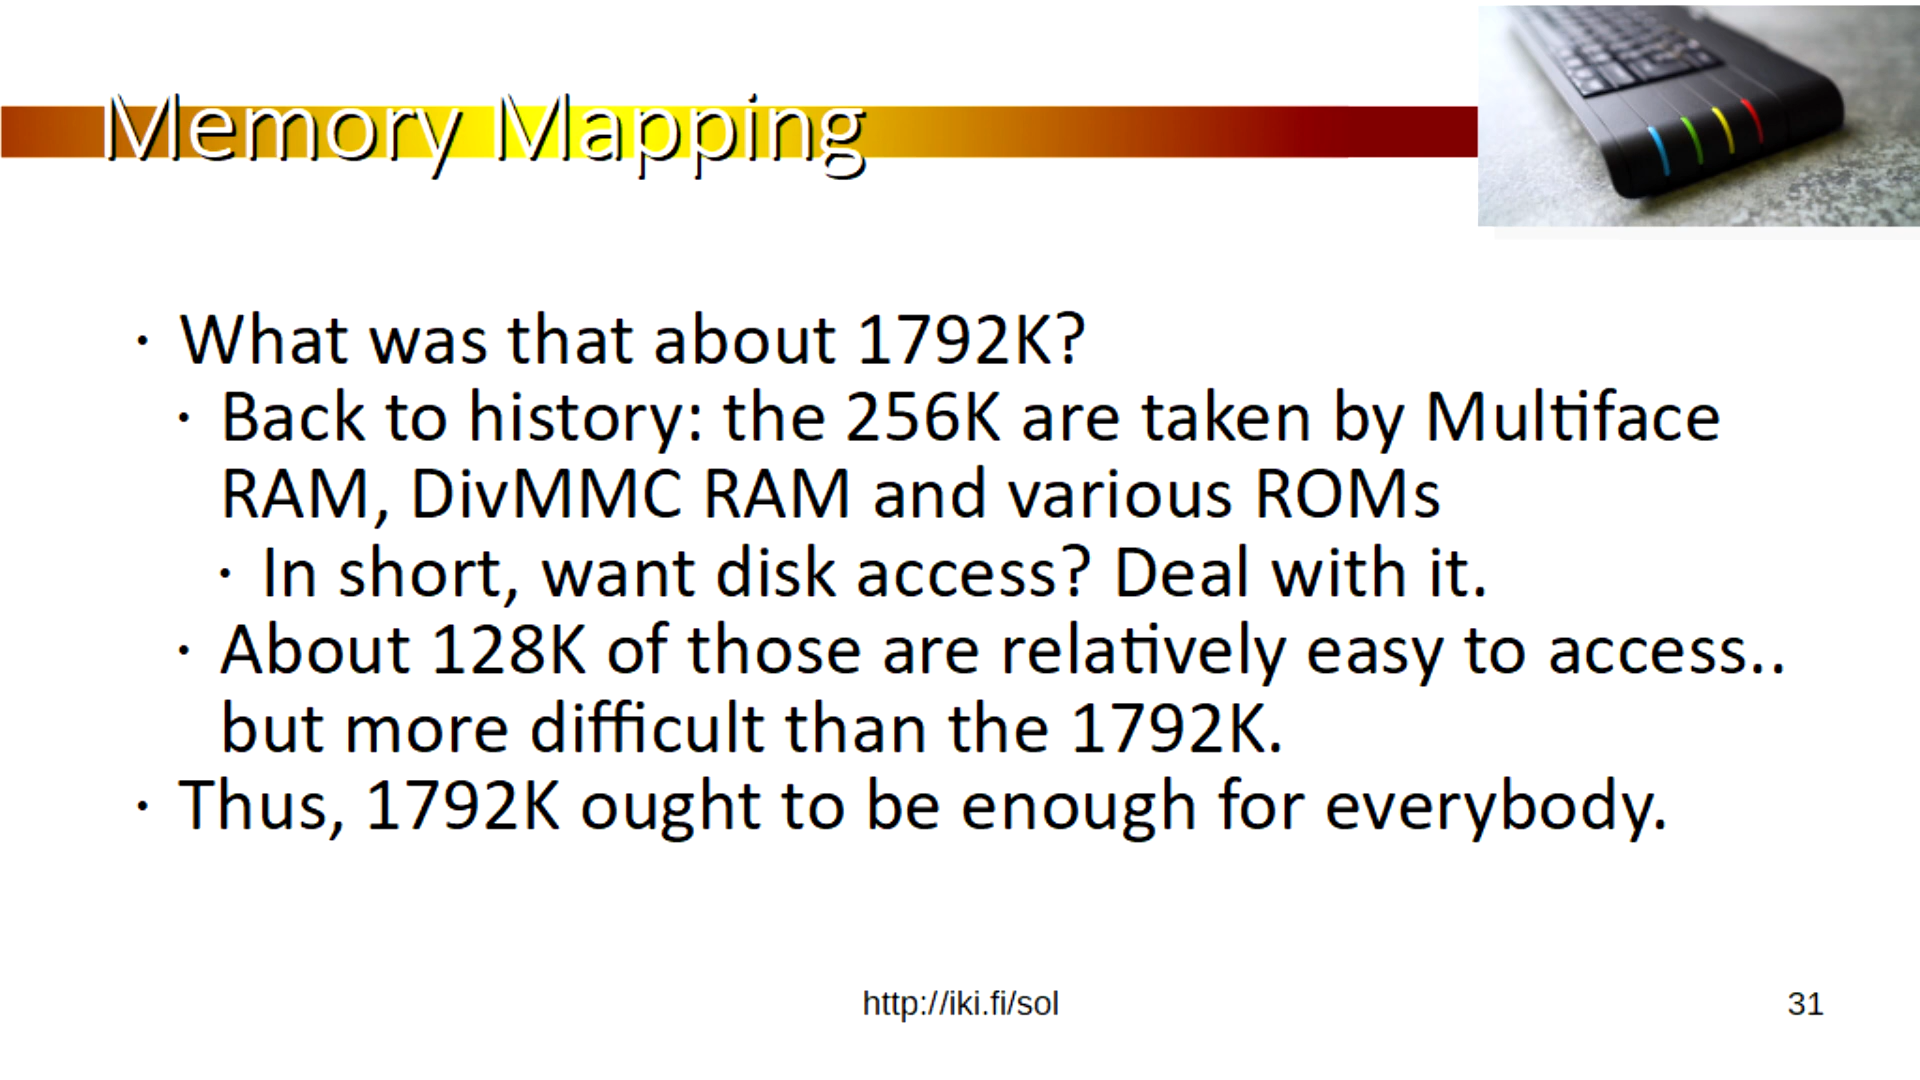 Memory Mapping
· What was that about 1792K?
· Back to history: the 256K are taken by Multiface
RAM, DivMMC RAM and various ROMs
· In short, want disk access? Deal with it.
· About 128K of those are relatively easy to access..
but more difficult than the 1792K.
· Thus, 1792K ought to be enough for everybody.
http://iki.fi/sol
31